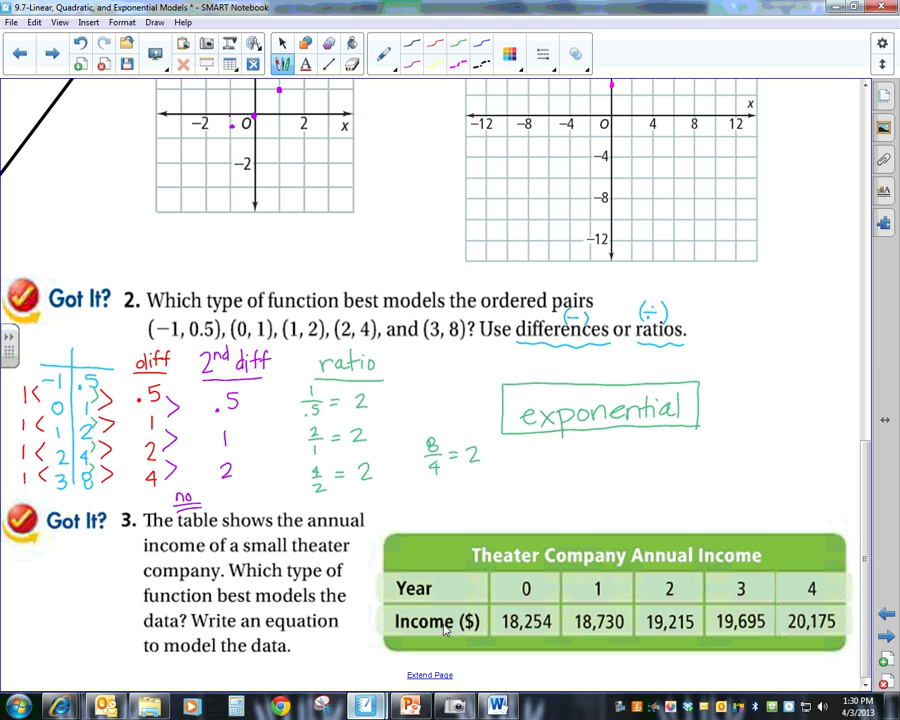 9.7-Linear, Quadratic, and Exponential Models * - SMART Notebook
File Edit View Insert Format Draw Help
−2 O 2 x
−2
x
−12 −8 −4 O 4 8 12
−4
−8
−12
Got It? 2. Which type of function best models the ordered pairs
(−1, 0.5), (0, 1), (1, 2), (2, 4), and (3, 8)? Use differences or ratios.
(−) (÷)
diff 2nd diff ratio
−1 .5
0 1
1 2
2 4
3 8
1<
1<
1<
1<
.5
1
2
4
.5
1
2
no
1/.5 = 2
2/1 = 2
4/2 = 2
8/4 = 2
exponential
Got It? 3. The table shows the annual
income of a small theater
company. Which type of
function best models the
data? Write an equation
to model the data.
Theater Company Annual Income
Year 0 1 2 3 4
Income ($) 18,254 18,730 19,215 19,695 20,175
Extend Page
1:30 PM
4/3/2013